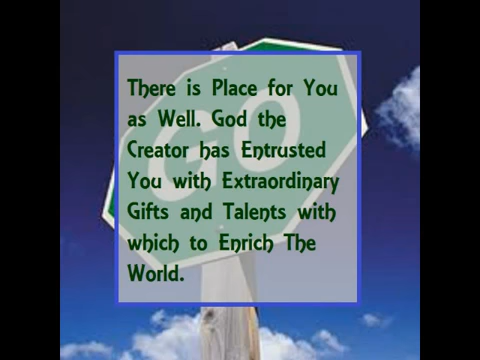 There is Place for You
as Well. God the
Creator has Entrusted
You with Extraordinary
Gifts and Talents with
which to Enrich The
World.
GO